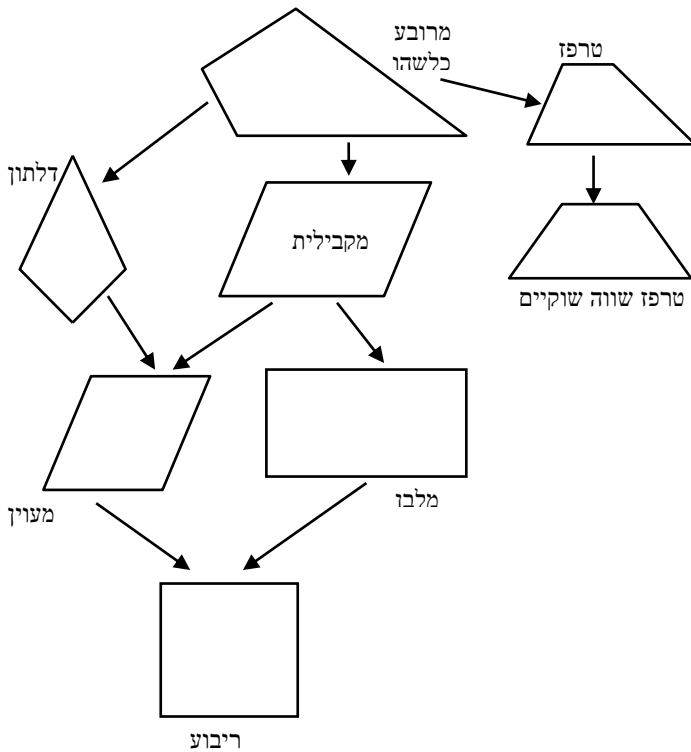 מרובע
כלשהו
טרפז
דלתון
מקבילית
טרפז שווה שוקיים
מלבן
מעוין
ריבוע